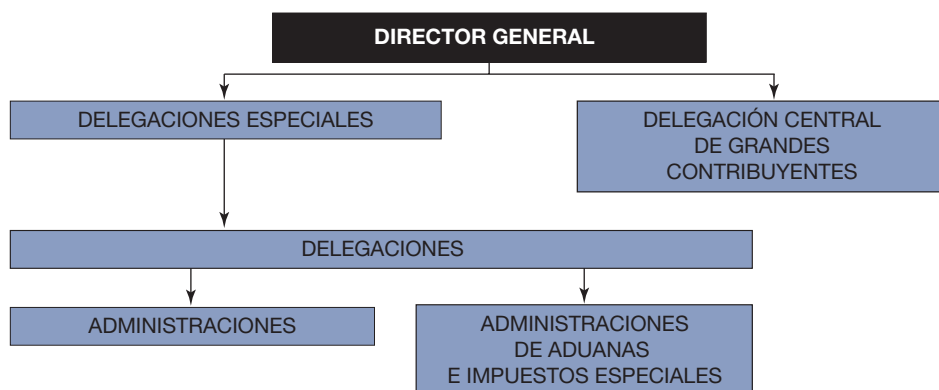 DIRECTOR GENERAL
DELEGACIONES ESPECIALES
DELEGACIÓN CENTRAL
DE GRANDES
CONTRIBUYENTES
DELEGACIONES
ADMINISTRACIONES
ADMINISTRACIONES
DE ADUANAS
E IMPUESTOS ESPECIALES